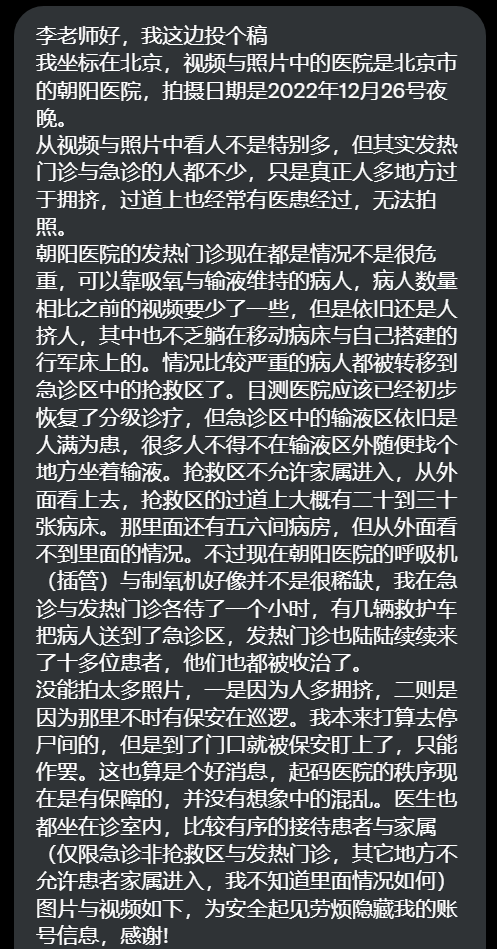 李老师好，我这边投个稿
我坐标在北京，视频与照片中的医院是北京市
的朝阳医院，拍摄日期是2022年12月26号夜
晚。
从视频与照片中看人不是特别多，但其实发热
门诊与急诊的人都不少，只是真正人多地方过
于拥挤，过道上也经常有医患经过，无法拍
照。
朝阳医院的发热门诊现在都是情况不是很危
重，可以靠吸氧与输液维持的病人，病人数量
相比之前的视频要少了一些，但是依旧还是人
挤人，其中也不乏躺在移动病床与自己搭建的
行军床上的。情况比较严重的病人都被转移到
急诊区中的抢救区了。目测医院应该已经初步
恢复了分级诊疗，但急诊区中的输液区依旧是
人满为患，很多人不得不在输液区外随便找个
地方坐着输液。抢救区不允许家属进入，从外
面看上去，抢救区的过道上大概有二十到三十
张病床。那里面还有五六间病房，但从外面看
不到里面的情况。不过现在朝阳医院的呼吸机
（插管）与制氧机好像并不是很稀缺，我在急
诊与发热门诊各待了一个小时，有几辆救护车
把病人送到了急诊区，发热门诊也陆陆续续来
了十多位患者，他们也都被收治了。
没能拍太多照片，一是因为人多拥挤，二则是
因为那里不时有保安在巡逻。我本来打算去停
尸间的，但是到了门口就被保安盯上了，只能
作罢。这也算是个好消息，起码医院的秩序现
在是有保障的，并没有想象中的混乱。医生也
都坐在诊室内，比较有序的接待患者与家属
（仅限急诊非抢救区与发热门诊，其它地方不
允许患者家属进入，我不知道里面情况如何）
图片与视频如下，为安全起见劳烦隐藏我的账
号信息，感谢!